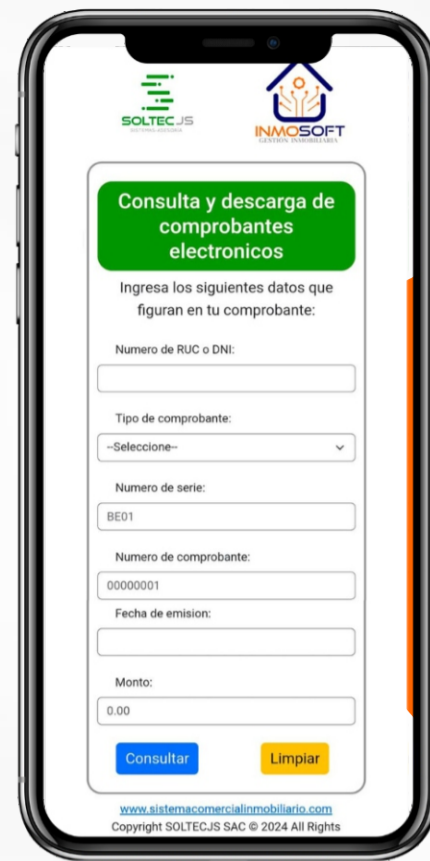 SOLTEC JS
INMOSOFT
GESTIÓN INMOBILIARIA
Consulta y descarga de
comprobantes
electronicos
Ingresa los siguientes datos que
figuran en tu comprobante:
Numero de RUC o DNI:
Tipo de comprobante:
--Seleccione--
Numero de serie:
BE01
Numero de comprobante:
00000001
Fecha de emision:
Monto:
0.00
Consultar Limpiar
www.sistemacomercialinmobiliario.com
Copyright SOLTECJS SAC © 2024 All Rights